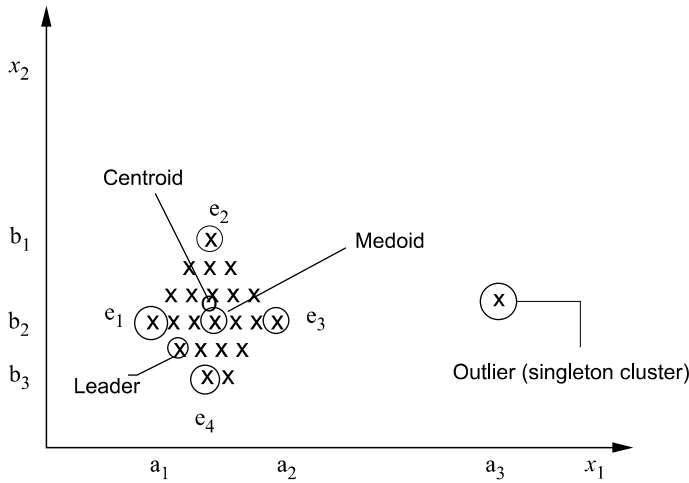 x₂
Centroid
e₂
b₁
Medoid
x
x x x
x x x x x
x
e₁
b₂
x x x x x x x
e₃
x x x x
b₃
x x
Leader
Outlier (singleton cluster)
e₄
a₁
a₂
a₃
x₁